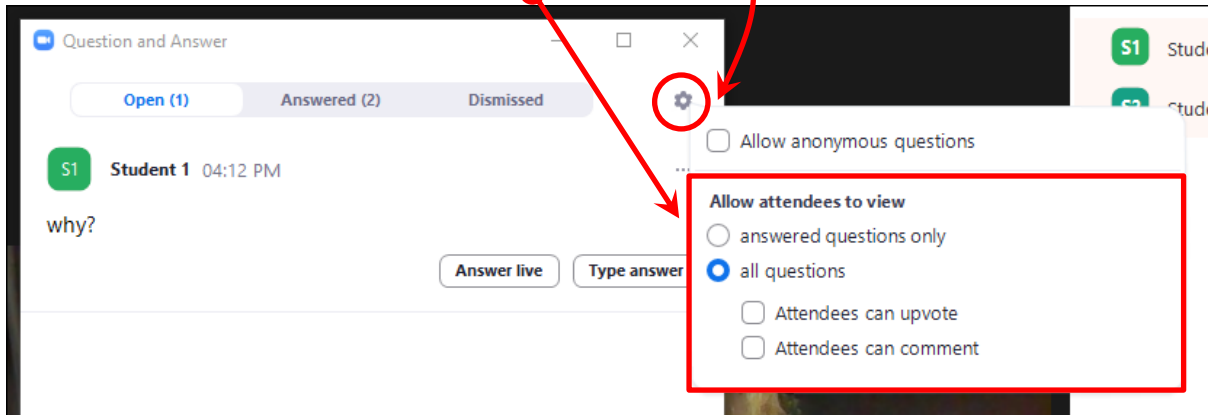 Question and Answer
S1
Open (1) Answered (2) Dismissed
Allow anonymous questions
S1 Student 1 04:12 PM
Allow attendees to view
why?
answered questions only
Answer live Type answer
all questions
Attendees can upvote
Attendees can comment